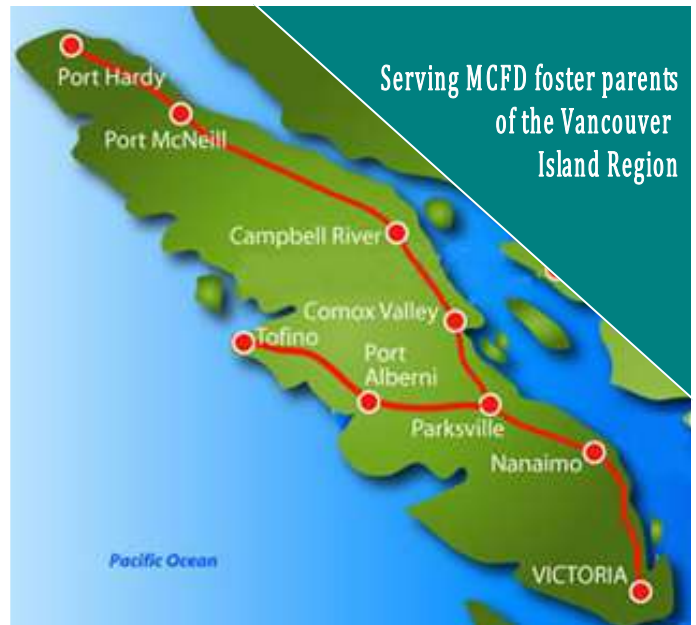 Serving MCFD foster parents
of the Vancouver
Island Region
Port Hardy
Port McNeill
Campbell River
Comox Valley
Tofino
Port
Alberni
Parksville
Nanaimo
Pacific Ocean
VICTORIA